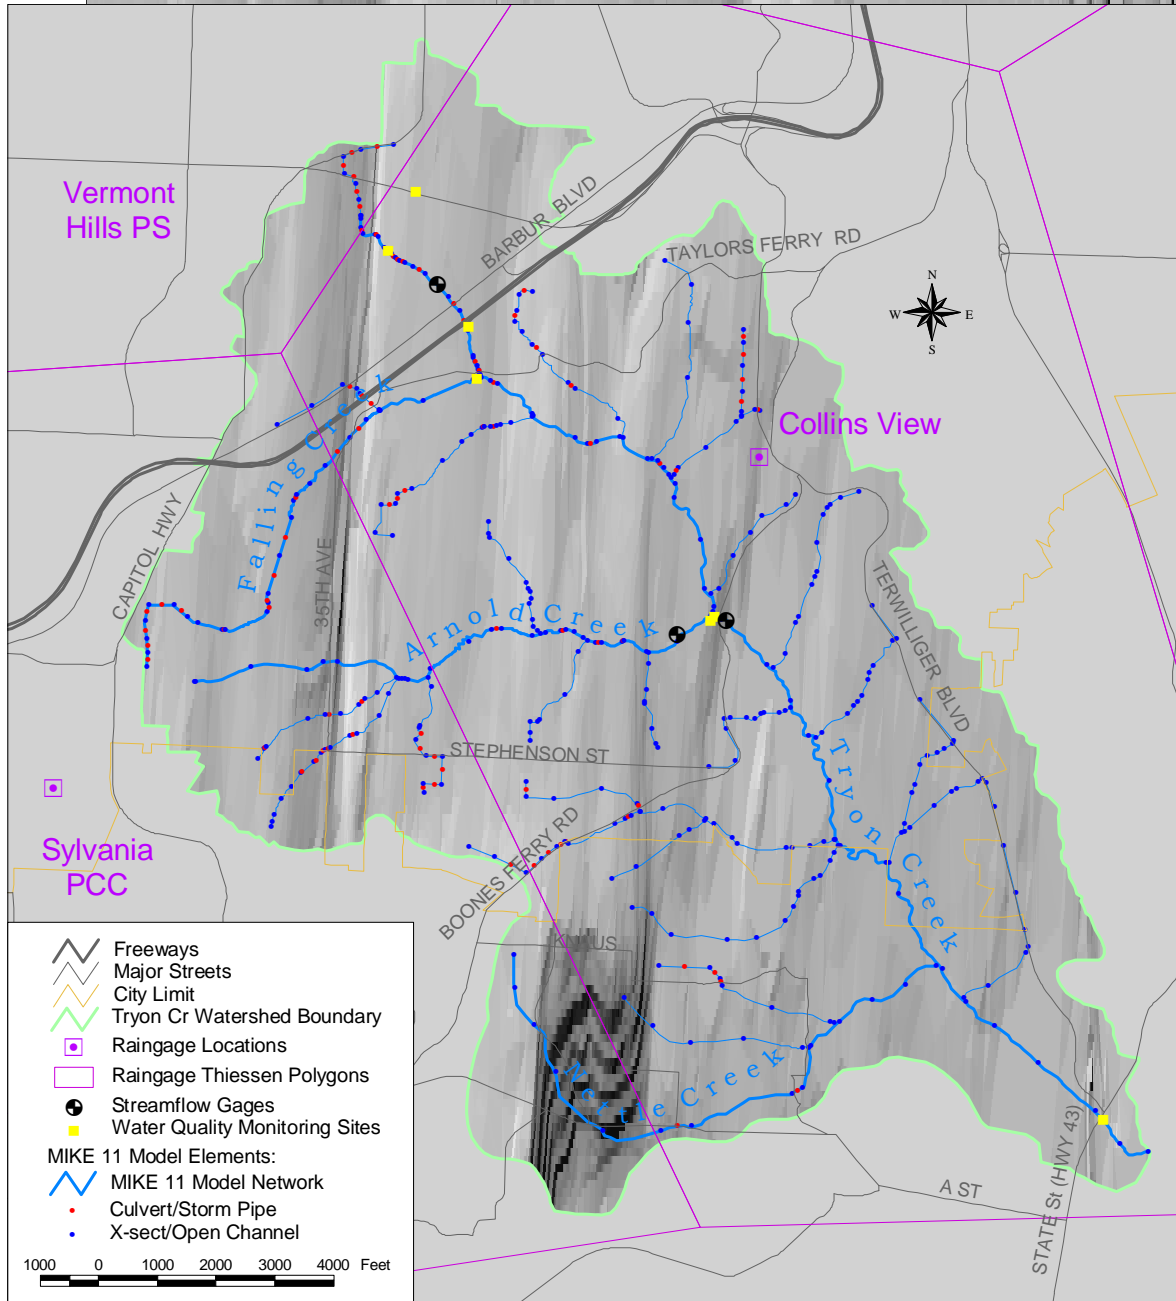 Vermont
Hills PS
BARBUR BLVD
TAYLORS FERRY RD
N
W E
S
Collins View
Falling Creek
CAPITOL HWY
35TH AVE
Arnold Creek
TERWILLIGER BLVD
STEPHENSON ST
Tryon Creek
Sylvania
PCC
BOONES FERRY RD
Nettle Creek
A ST
STATE St (HWY 43)
Freeways
Major Streets
City Limit
Tryon Cr Watershed Boundary
Raingage Locations
Raingage Thiessen Polygons
Streamflow Gages
Water Quality Monitoring Sites
MIKE 11 Model Elements:
MIKE 11 Model Network
Culvert/Storm Pipe
X-sect/Open Channel
1000 0 1000 2000 3000 4000 Feet